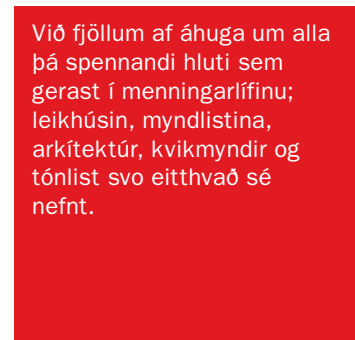 Við fjöllum af áhuga um alla
þá spennandi hluti sem
gerast í menningarlífinu;
leikhúsin, myndlistina,
arkítektúr, kvikmyndir og
tónlist svo eitthvað sé
nefnt.